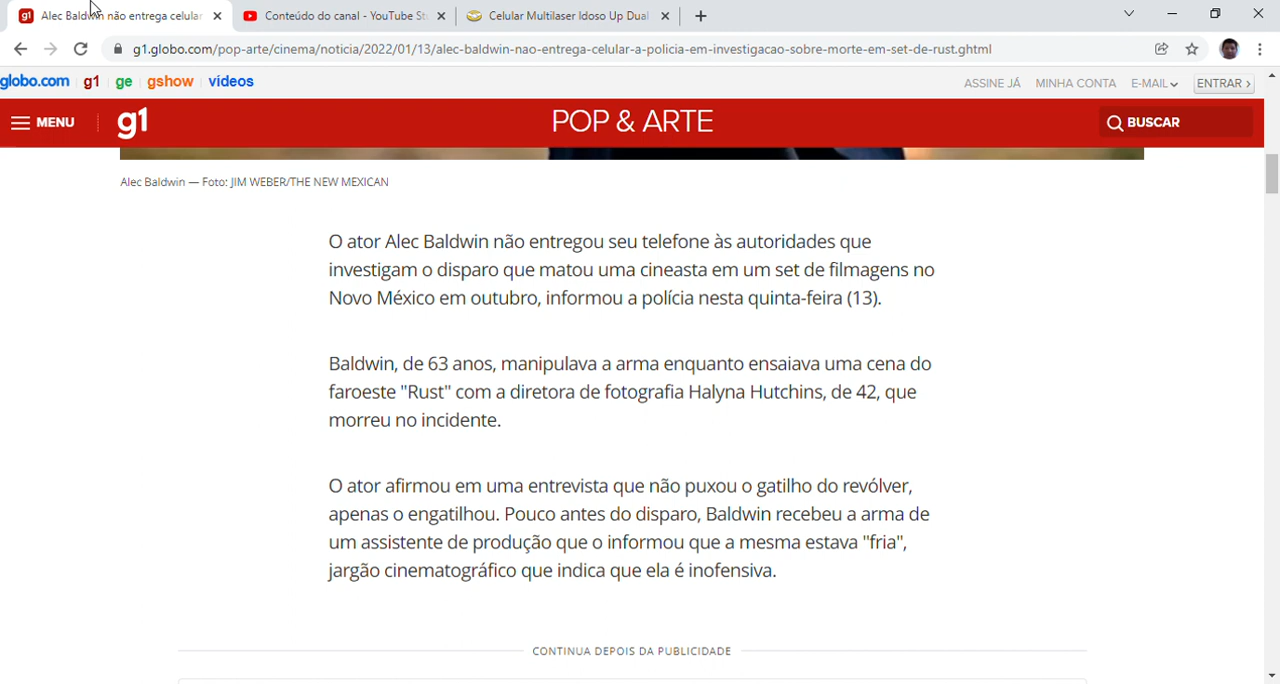 Alec Baldwin não entrega celular
Conteúdo do canal - YouTube St
Celular Multilaser Idoso Up Dual
g1.globo.com/pop-arte/cinema/noticia/2022/01/13/alec-baldwin-nao-entrega-celular-a-policia-em-investigacao-sobre-morte-em-set-de-rust.ghtml
globo.com g1 ge gshow videos ASSINE JÁ MINHA CONTA E-MAIL ENTRAR ›
MENU g1 POP & ARTE BUSCAR
Alec Baldwin — Foto: JIM WEBER/THE NEW MEXICAN
O ator Alec Baldwin não entregou seu telefone às autoridades que
investigam o disparo que matou uma cineasta em um set de filmagens no
Novo México em outubro, informou a polícia nesta quinta-feira (13).
Baldwin, de 63 anos, manipulava a arma enquanto ensaiava uma cena do
faroeste "Rust" com a diretora de fotografia Halyna Hutchins, de 42, que
morreu no incidente.
O ator afirmou em uma entrevista que não puxou o gatilho do revólver,
apenas o engatilhou. Pouco antes do disparo, Baldwin recebeu a arma de
um assistente de produção que o informou que a mesma estava "fria",
jargão cinematográfico que indica que ela é inofensiva.
CONTINUA DEPOIS DA PUBLICIDADE